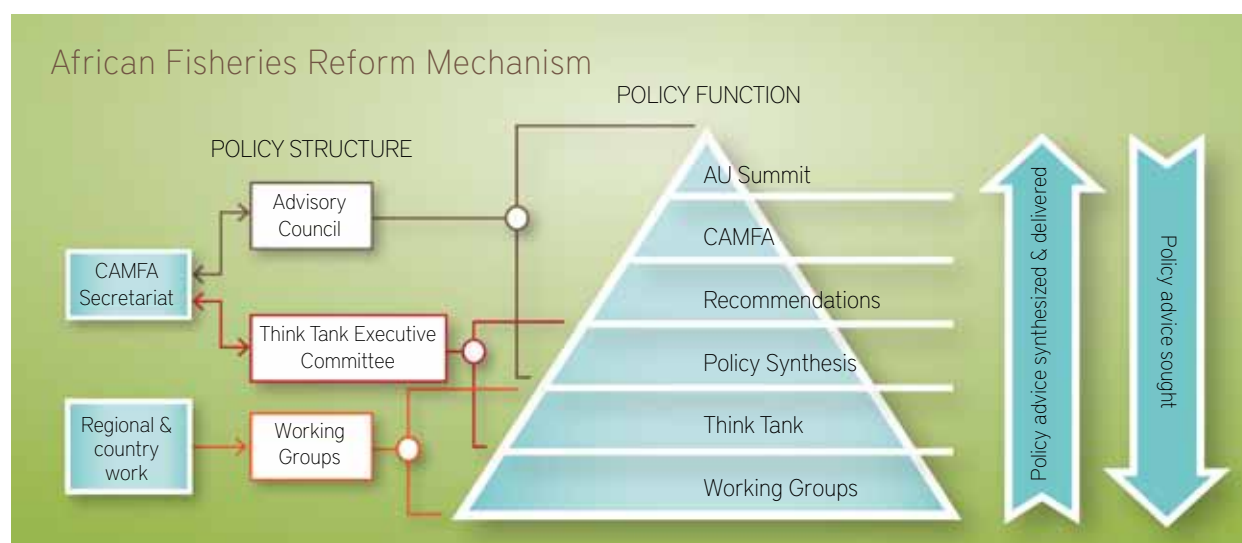 African Fisheries Reform Mechanism
POLICY FUNCTION
POLICY STRUCTURE
Advisory
Council
CAMFA
Secretariat
Think Tank Executive
Committee
Regional &
country
work
Working
Groups
AU Summit
CAMFA
Recommendations
Policy Synthesis
Think Tank
Working Groups
Policy advice synthesized & delivered
Policy advice sought